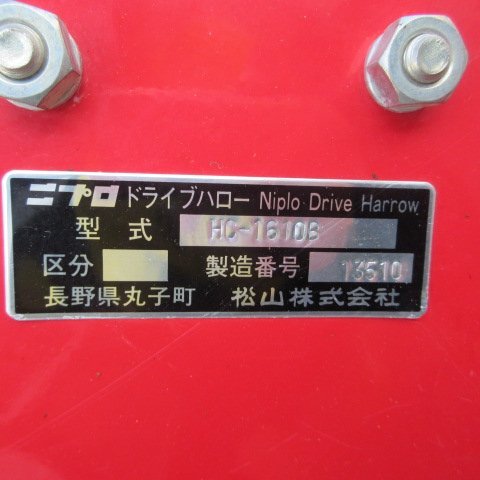 ニプロ ドライブハロー Niplo Drive Harrow
型式 HC-1610B
区分 製造番号 13510
長野県丸子町 松山株式会社